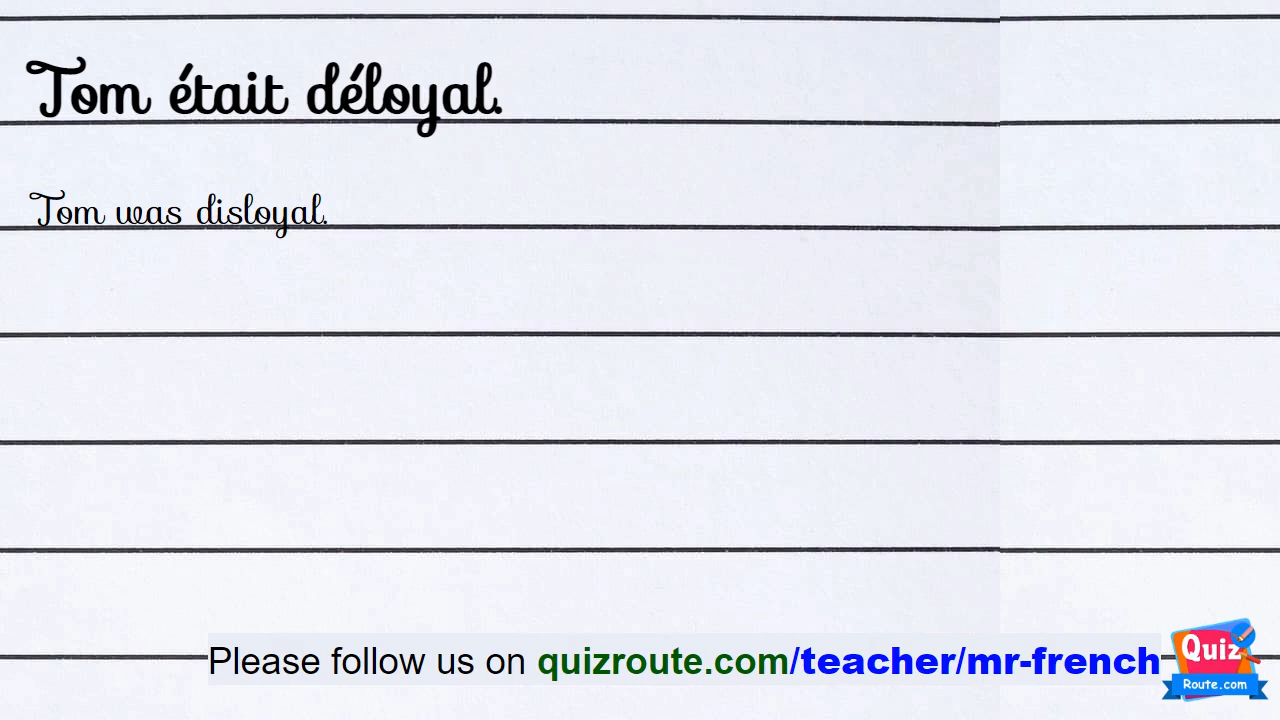 Tom était déloyal.
Tom was disloyal.
Please follow us on quizroute.com/teacher/mr-french
Quiz
Route.com